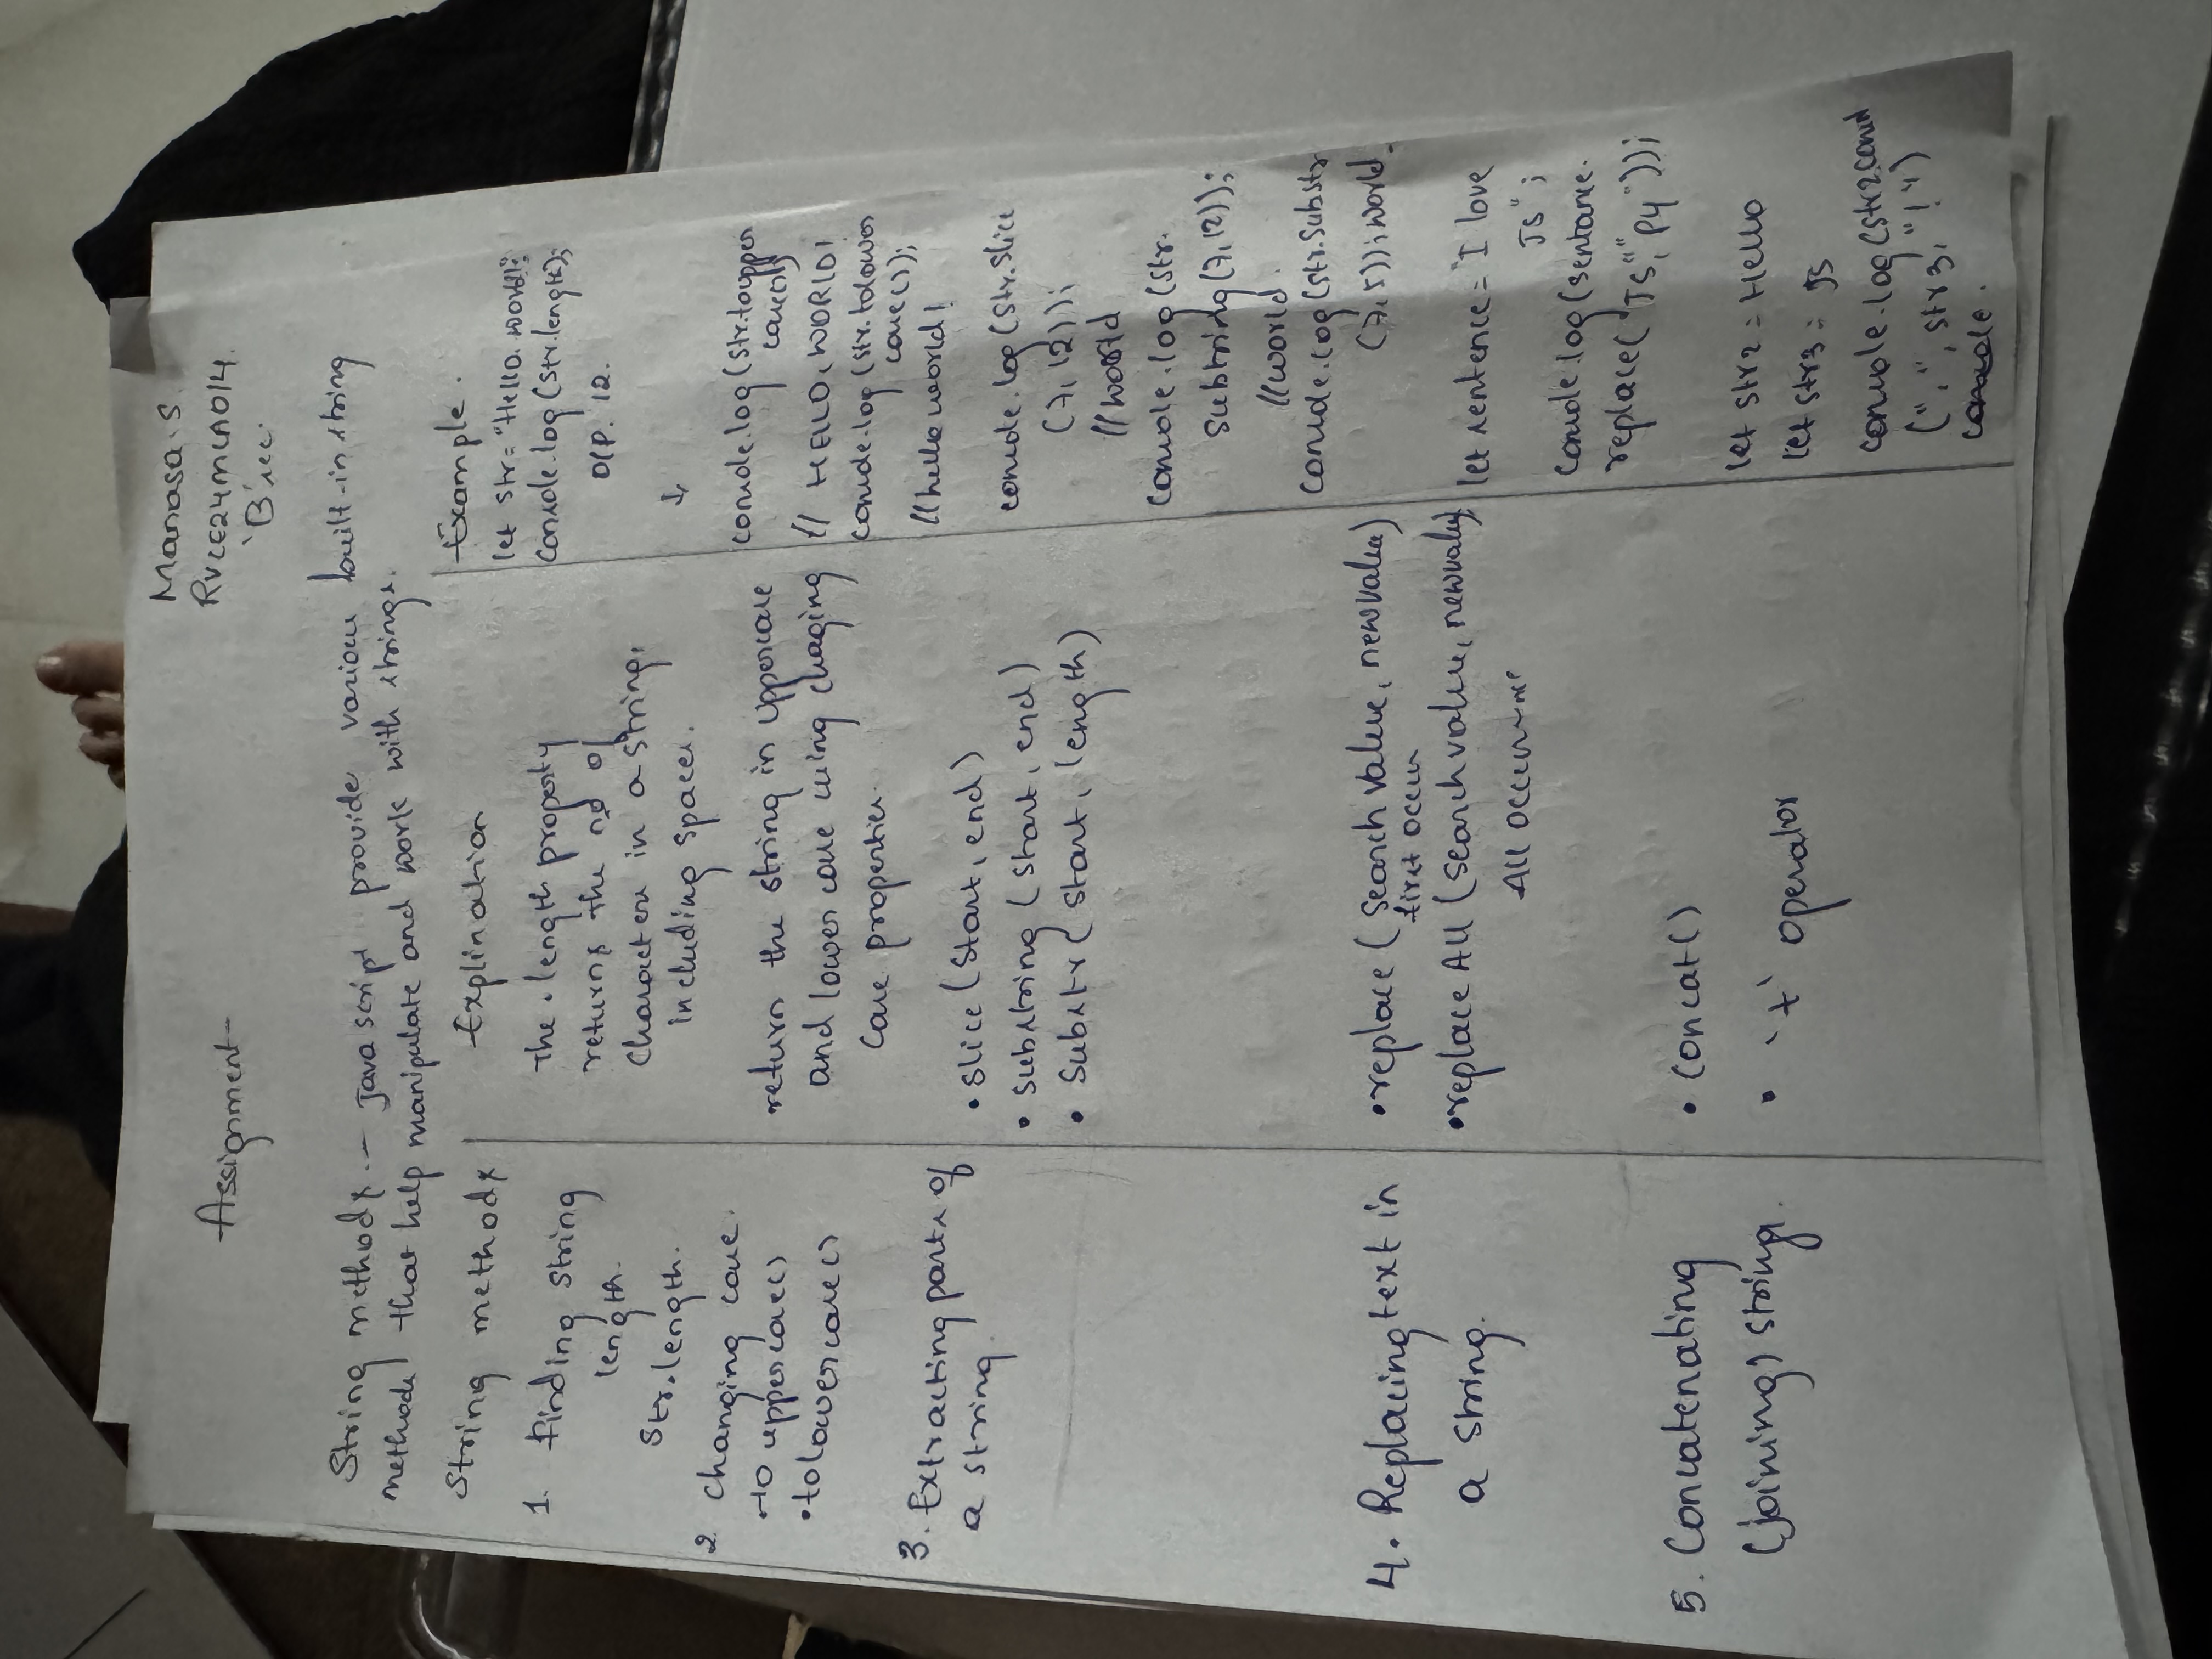 Manasa. S.
RVCE24MCA014.
'B' sec.
Assignment
String methods :- Java script provide various built-in string
methods that help manipulate and work with strings.
String methods
Explination
Example.
1. Finding String
length.
Str.length.
The .length property
returns the no of
characters in a string,
including spaces.
let str = "Hello, world!";
console.log(str.length);
O/P. 12.
2. changing case.
·to uppercase()
•tolowercase()
return the string in uppercase
and lower case using chaging
case properties.
console.log(str.toupper
case());
// HELLO, WORLD!
console.log(str.tolower
case());
//hello world!
3. Extracting parts of
a string.
• slice (start, end)
• substring (start, end)
• Substr( start, length)
console.log(str.slice
(7, 12));
//world
console.log(str.
subtring(7, 12));
//world.
console.log(str.substr
(7,5)); world.
4. Replacing text in
a string.
•replace (search value, newvalue)
first occur
•replace All (searchvalue, newvalue)
All
let sentence = "I love
JS";
console.log(sentance.
replace("JS", "py"));
5. Concatenating
(joining) string.
• concat()
• '+' operator
let str2 = Hello
let str3 = JS
console.log(str2.
(",", str3, "!")
console.